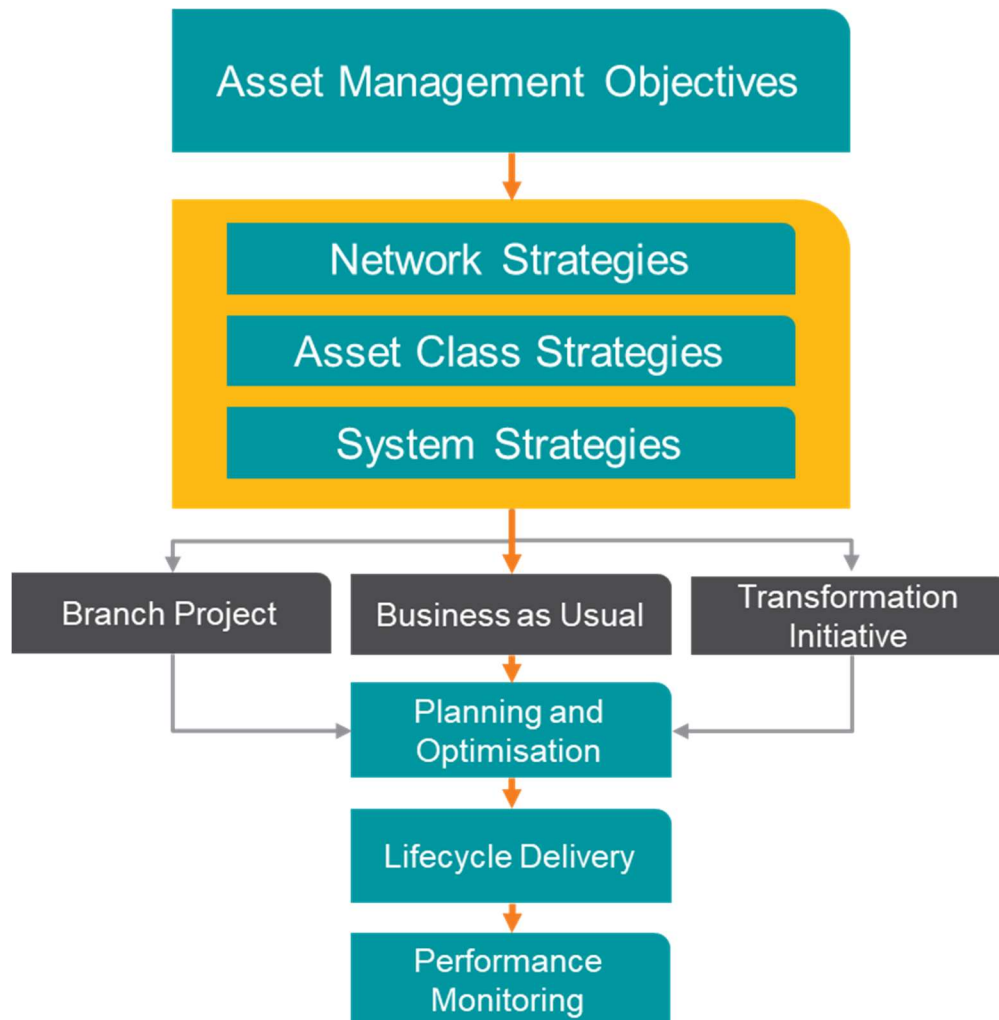 Asset Management Objectives
Network Strategies
Asset Class Strategies
System Strategies
Branch Project
Business as Usual
Transformation
Initiative
Planning and
Optimisation
Lifecycle Delivery
Performance
Monitoring